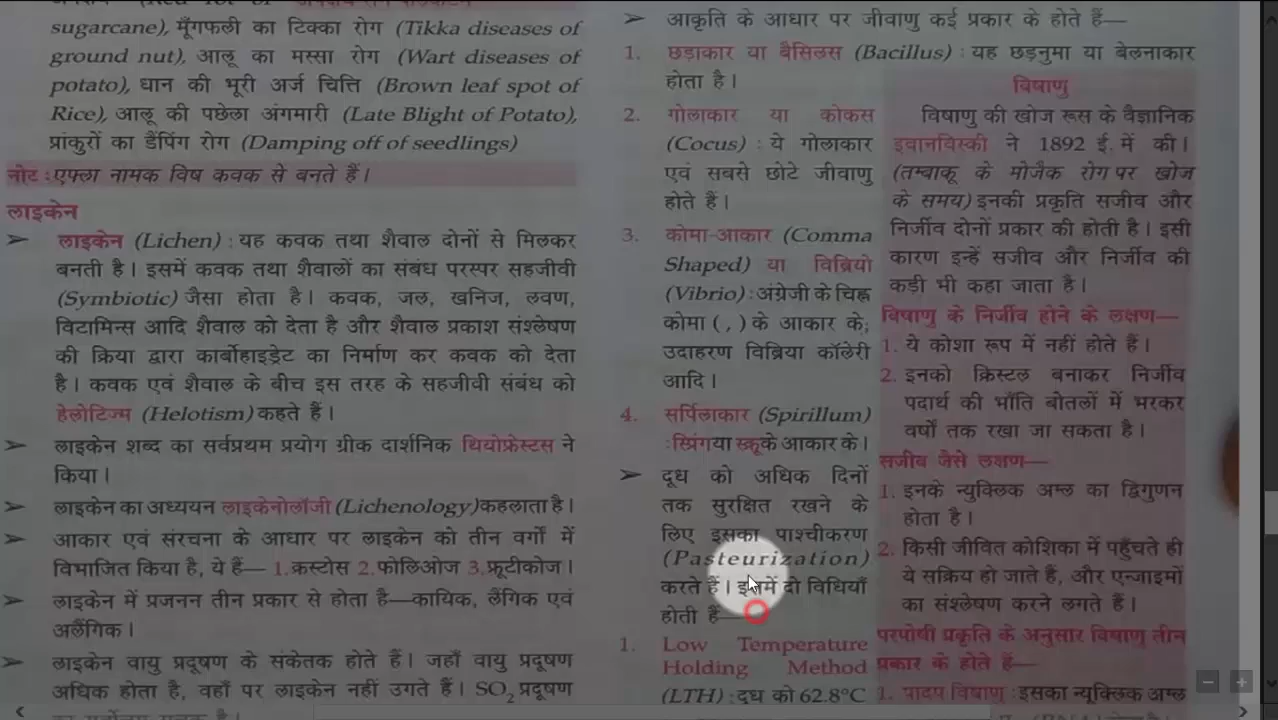 sugarcane), मूँगफली का टिक्का रोग (Tikka diseases of
ground nut), आलू का मस्सा रोग (Wart diseases of
potato), धान की भूरी अर्ज चित्ति (Brown leaf spot of
Rice), आलू की पछेला अंगमारी (Late Blight of Potato),
प्रांकुरों का डैंपिंग रोग (Damping off of seedlings)
नोट : एफ्ला नामक विष कवक से बनते हैं।
लाइकेन
➢ लाइकेन (Lichen) : यह कवक तथा शैवाल दोनों से मिलकर
बनती है। इसमें कवक तथा शैवालों का संबंध परस्पर सहजीवी
(Symbiotic) जैसा होता है। कवक, जल, खनिज, लवण,
विटामिन्स आदि शैवाल को देता है और शैवाल प्रकाश संश्लेषण
की क्रिया द्वारा कार्बोहाइड्रेट का निर्माण कर कवक को देता
है। कवक एवं शैवाल के बीच इस तरह के सहजीवी संबंध को
हेलोटिज्म (Helotism) कहते हैं।
➢ लाइकेन शब्द का सर्वप्रथम प्रयोग ग्रीक दार्शनिक थियोफ्रेस्टस ने
किया।
➢ लाइकेन का अध्ययन लाइकेनोलॉजी (Lichenology) कहलाता है।
➢ आकार एवं संरचना के आधार पर लाइकेन को तीन वर्गों में
विभाजित किया है, ये हैं— 1.क्रस्टोस 2.फोलिओज 3.फ्रूटीकोज।
➢ लाइकेन में प्रजनन तीन प्रकार से होता है—कायिक, लैंगिक एवं
अलैंगिक।
➢ लाइकेन वायु प्रदूषण के संकेतक होते हैं। जहाँ वायु प्रदूषण
अधिक होता है, वहाँ पर लाइकेन नहीं उगते हैं। SO₂ प्रदूषण
➢ आकृति के आधार पर जीवाणु कई प्रकार के होते हैं—
1. छड़ाकार या बैसिलस (Bacillus) : यह छड़नुमा या बेलनाकार
होता है।
2. गोलाकार या कोकस
(Cocus) : ये गोलाकार
एवं सबसे छोटे जीवाणु
होते हैं।
3. कोमा-आकार (Comma
Shaped) या विब्रियो
(Vibrio) : अंग्रेजी के चिह्न
कोमा ( , ) के आकार के,
उदाहरण विब्रिया कॉलेरी
आदि।
4. सर्पिलाकार (Spirillum)
: स्प्रिंग या स्क्रू के आकार के।
➢ दूध को अधिक दिनों
तक सुरक्षित रखने के
लिए इसका पाश्चीकरण
(Pasteurization)
करते हैं। इसमें दो विधियाँ
होती हैं—
1. Low Temperature
Holding Method
(LTH) : दूध को 62.8°C
विषाणु
विषाणु की खोज रूस के वैज्ञानिक
इवानविस्की ने 1892 ई. में की।
(तम्बाकू के मोजैक रोग पर खोज
के समय) इनकी प्रकृति सजीव और
निर्जीव दोनों प्रकार की होती है। इसी
कारण इन्हें सजीव और निर्जीव की
कड़ी भी कहा जाता है।
विषाणु के निर्जीव होने के लक्षण—
1. ये कोशा रूप में नहीं होते हैं।
2. इनको क्रिस्टल बनाकर निर्जीव
पदार्थ की भाँति बोतलों में भरकर
वर्षों तक रखा जा सकता है।
सजीव जैसे लक्षण—
1. इनके न्युक्लिक अम्ल का द्विगुणन
होता है।
2. किसी जीवित कोशिका में पहुँचते ही
ये सक्रिय हो जाते हैं, और एन्जाइमों
का संश्लेषण करने लगते हैं।
परपोषी प्रकृति के अनुसार विषाणु तीन
प्रकार के होते हैं—
1. पादप विषाणु : इसका न्यूक्लिक अम्ल